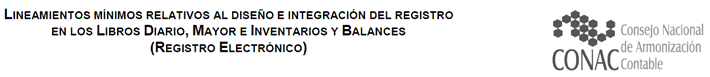 LINEAMIENTOS MÍNIMOS RELATIVOS AL DISEÑO E INTEGRACIÓN DEL REGISTRO
EN LOS LIBROS DIARIO, MAYOR E INVENTARIOS Y BALANCES
(REGISTRO ELECTRÓNICO)
CONAC
Consejo Nacional
de Armonización
Contable